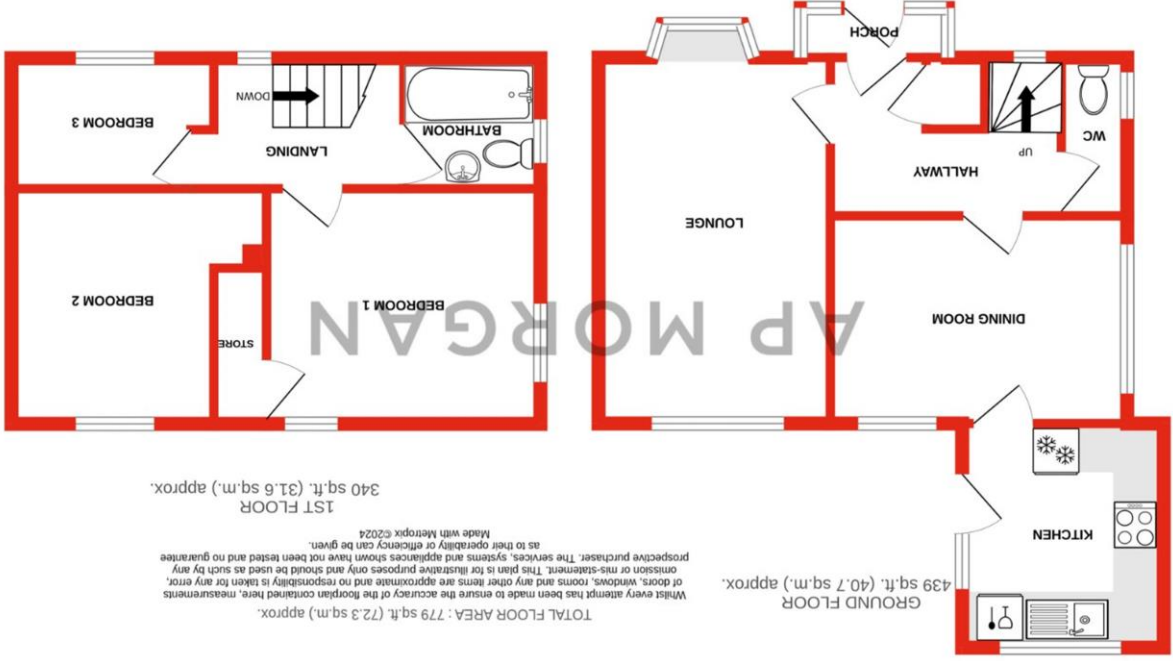 GROUND FLOOR
439 sq.ft. (40.7 sq.m.) approx.
KITCHEN
DINING ROOM
LOUNGE
HALLWAY
UP
WC
PORCH
1ST FLOOR
340 sq.ft. (31.6 sq.m.) approx.
BEDROOM 1
STORE
BEDROOM 2
LANDING
BATHROOM
BEDROOM 3
DOWN
AP MORGAN
TOTAL FLOOR AREA : 779 sq.ft. (72.3 sq.m.) approx.
Whilst every attempt has been made to ensure the accuracy of the floorplan contained here, measurements
of doors, windows, rooms and any other items are approximate and no responsibility is taken for any error,
omission or mis-statement. This plan is for illustrative purposes only and should be used as such by any
prospective purchaser. The services, systems and appliances shown have not been tested and no guarantee
as to their operability or efficiency can be given.
Made with Metropix ©2024